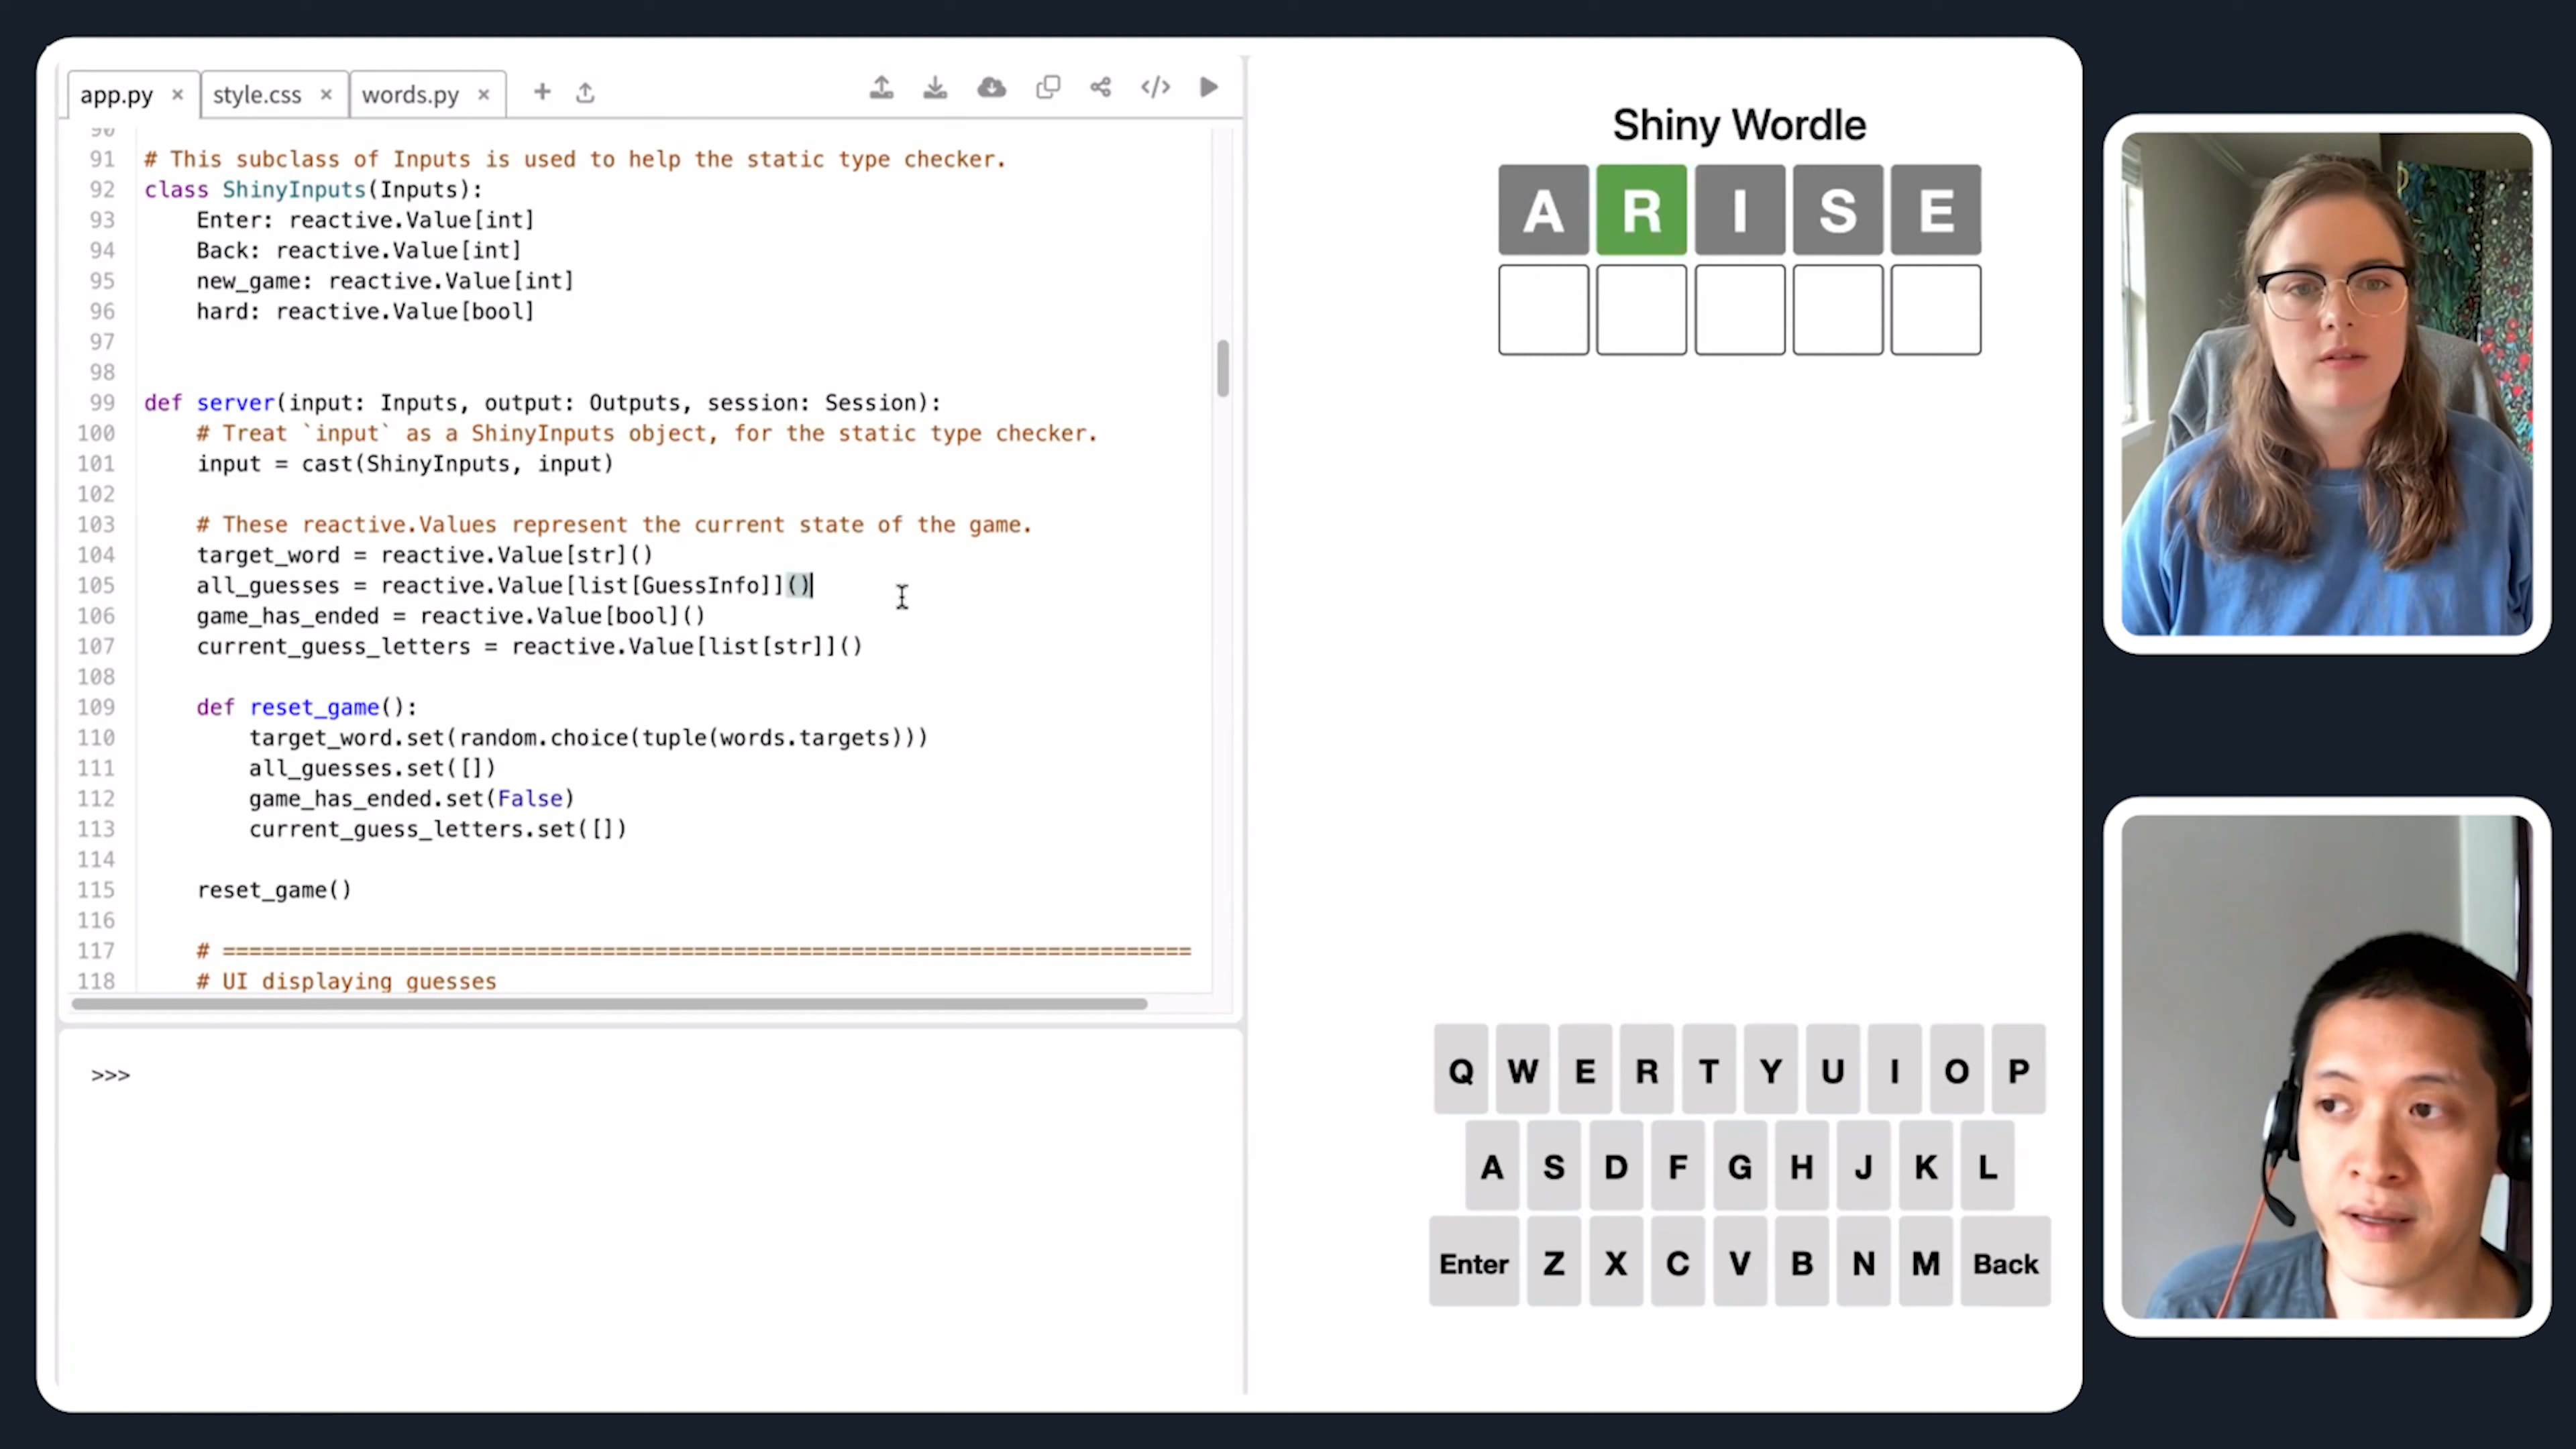 app.py × style.css × words.py × +
90
91 # This subclass of Inputs is used to help the static type checker.
92 class ShinyInputs(Inputs):
93     Enter: reactive.Value[int]
94     Back: reactive.Value[int]
95     new_game: reactive.Value[int]
96     hard: reactive.Value[bool]
97
98
99 def server(input: Inputs, output: Outputs, session: Session):
100     # Treat `input` as a ShinyInputs object, for the static type checker.
101     input = cast(ShinyInputs, input)
102
103     # These reactive.Values represent the current state of the game.
104     target_word = reactive.Value[str]()
105     all_guesses = reactive.Value[list[GuessInfo]]()
106     game_has_ended = reactive.Value[bool]()
107     current_guess_letters = reactive.Value[list[str]]()
108
109     def reset_game():
110         target_word.set(random.choice(tuple(words.targets)))
111         all_guesses.set([])
112         game_has_ended.set(False)
113         current_guess_letters.set([])
114
115     reset_game()
116
117     # ==========================================================================
118     # UI displaying guesses
>>>
Shiny Wordle
A R I S E
Q W E R T Y U I O P
A S D F G H J K L
Enter Z X C V B N M Back